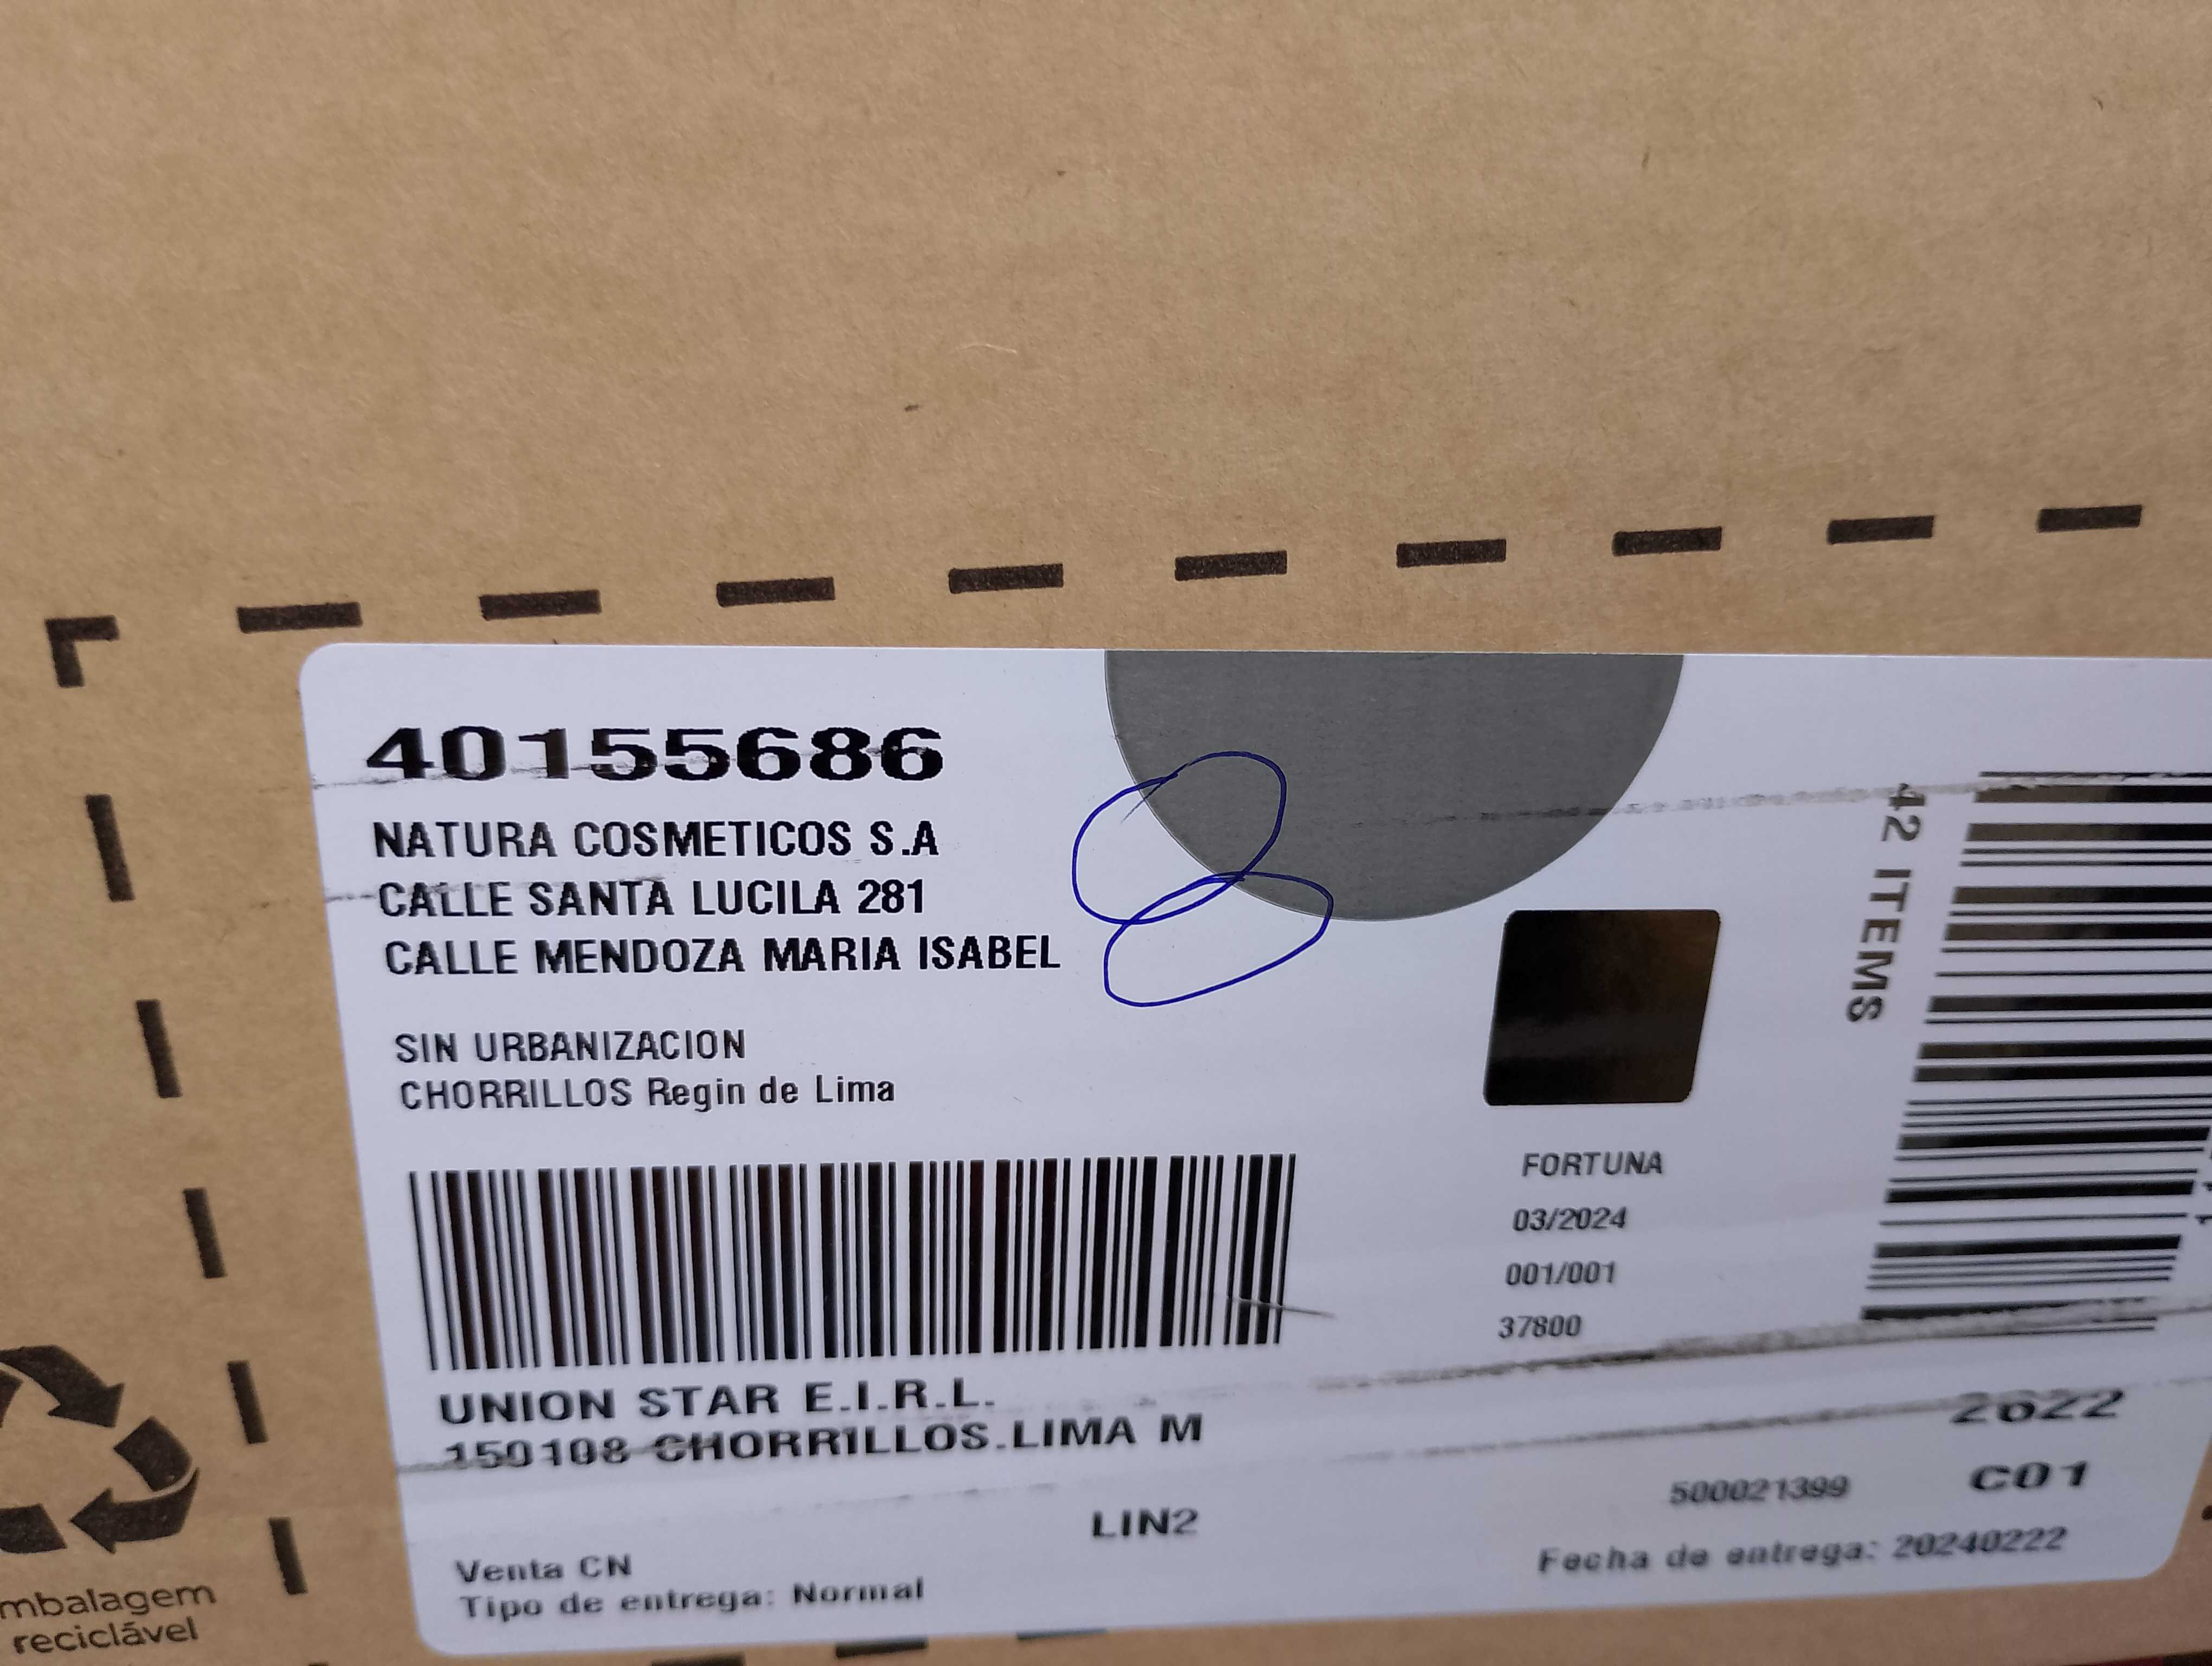 40155686
NATURA COSMETICOS S.A
CALLE SANTA LUCILA 281
CALLE MENDOZA MARIA ISABEL
SIN URBANIZACION
CHORRILLOS Regin de Lima
42 ITEMS
FORTUNA
03/2024
001/001
37800
UNION STAR E.I.R.L.
150108 CHORRILLOS.LIMA M
2622
500021399 C01
LIN2
Venta CN
Tipo de entrega: Normal
Fecha de entrega: 20240222
mbalagem
reciclável